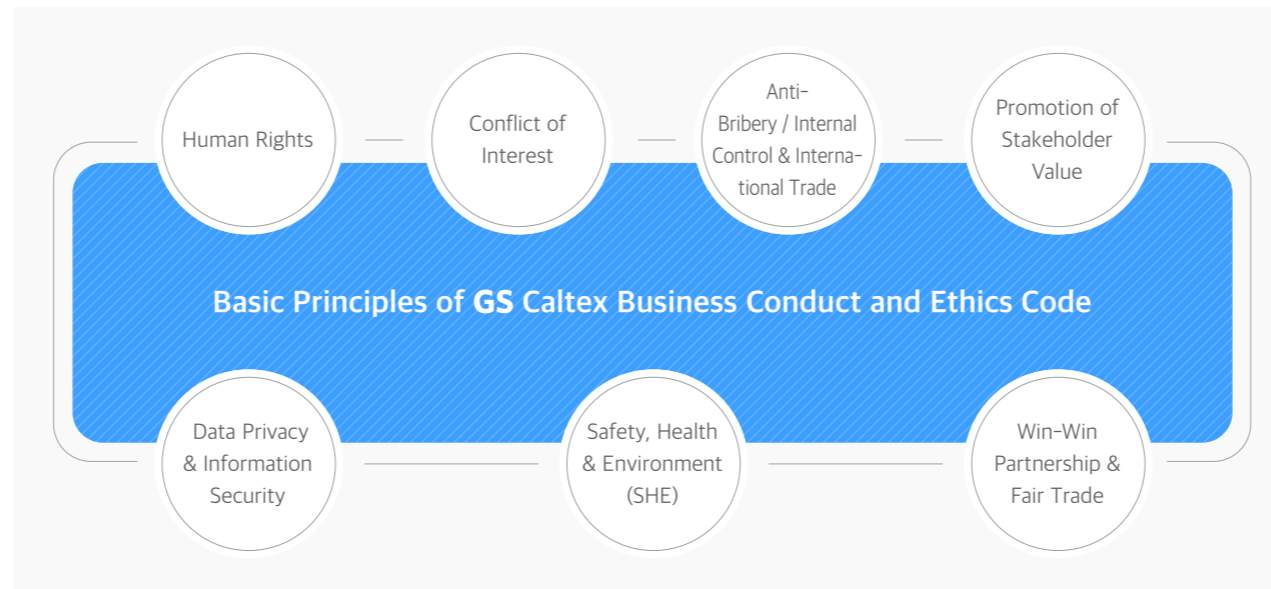 Human Rights
Conflict of
Interest
Anti-
Bribery / Internal
Control & Interna-
tional Trade
Promotion of
Stakeholder
Value
Basic Principles of GS Caltex Business Conduct and Ethics Code
Data Privacy
& Information
Security
Safety, Health
& Environment
(SHE)
Win-Win
Partnership &
Fair Trade